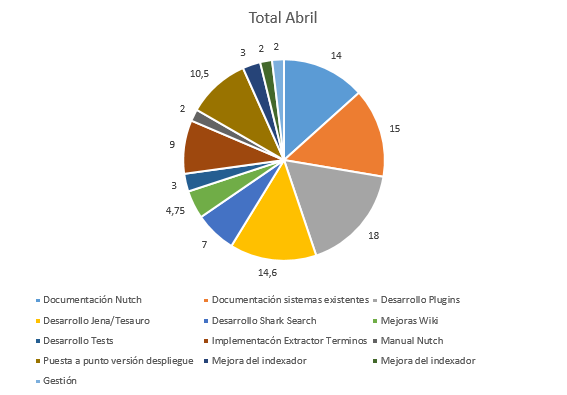 Total Abril
14
15
18
14,6
7
4,75
3
9
2
10,5
3
2
2
Documentación Nutch
Documentación sistemas existentes
Desarrollo Plugins
Desarrollo Jena/Tesauro
Desarrollo Shark Search
Mejoras Wiki
Desarrollo Tests
Implementacón Extractor Terminos
Manual Nutch
Puesta a punto versión despliegue
Mejora del indexador
Mejora del indexador
Gestión